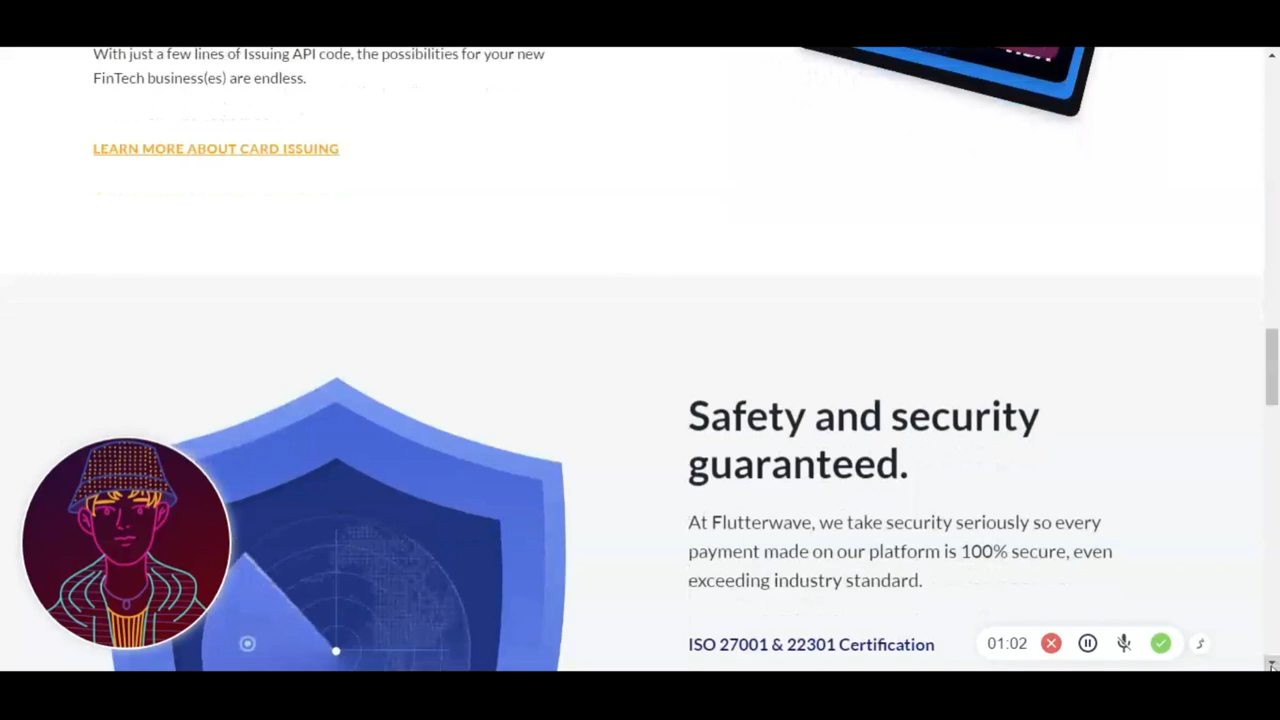 With just a few lines of Issuing API code, the possibilities for your new
FinTech business(es) are endless.
LEARN MORE ABOUT CARD ISSUING
Safety and security
guaranteed.
At Flutterwave, we take security seriously so every
payment made on our platform is 100% secure, even
exceeding industry standard.
ISO 27001 & 22301 Certification
01:02